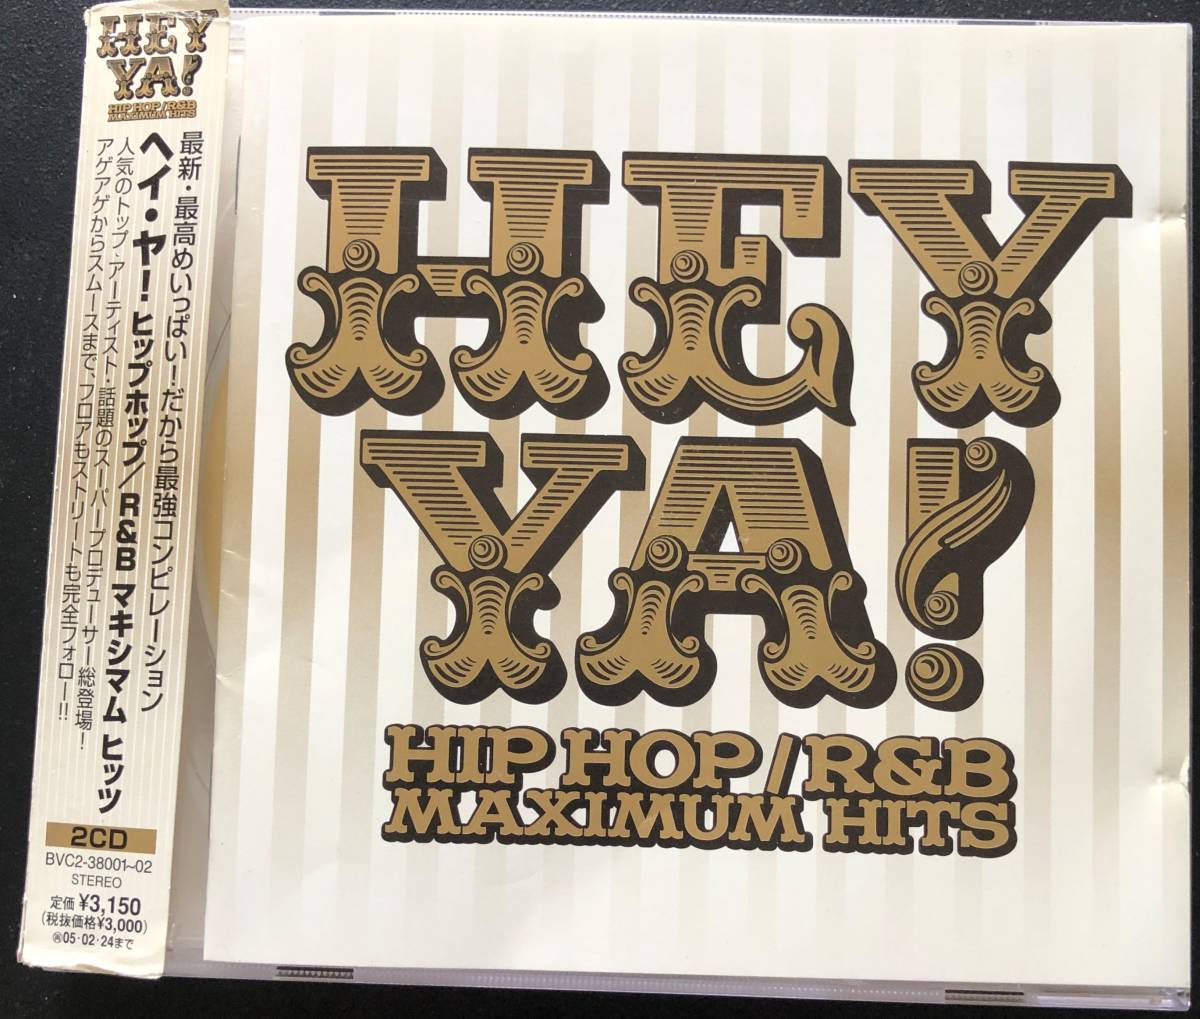 HEY
YA!
HIP HOP/R&B
MAXIMUM HITS
最新・最高めいっぱい!だから最強コンピレーション
ヘイ・ヤ! ヒップホップ/R&B マキシマム ヒッツ
人気のトップ・アーティスト・話題のスーパープロデューサー総登場!
アゲアゲからスムースまで、フロアもストリートも完全フォロー!!
2CD
BVC2-38001~02
STEREO
定価¥3,150
(税抜価格¥3,000)
㊢05・02・24まで
HEY
YA!
HIP HOP/R&B
MAXIMUM HITS